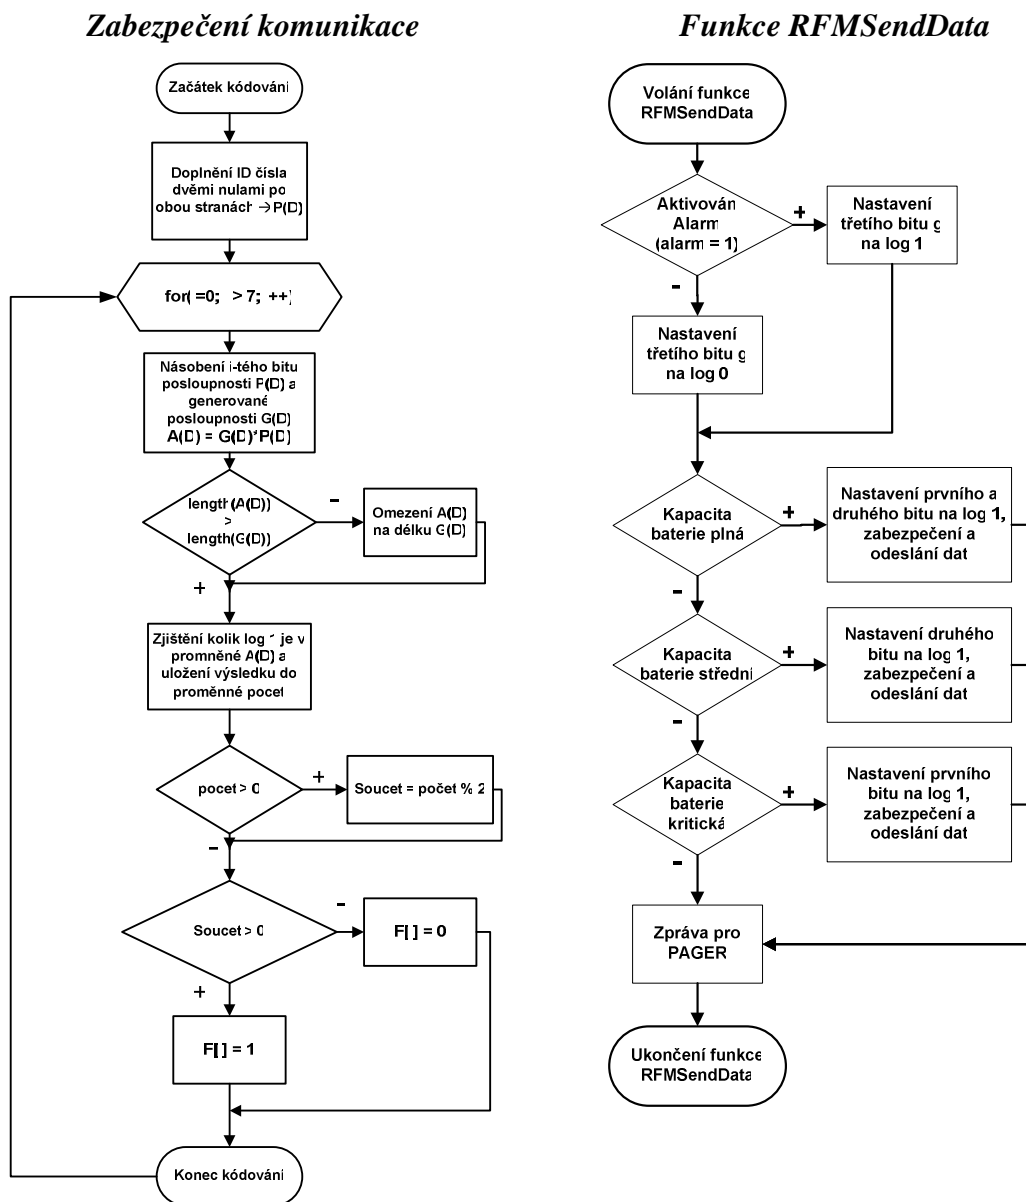 Zabezpečení komunikace
Začátek kódování
Doplnění ID čísla
dvěmi nulami po
obou stranách → P(D)
for( =0; > 7; ++)
Násobení i-tého bitu
posloupnosti P(D) a
generované
posloupnosti G(D)
A(D) = G(D)*P(D)
length(A(D))
>
length(G(D))
-
Omezení A(D)
na délku G(D)
+
Zjištění kolik log 1 je v
promněné A(D) a
uložení výsledku do
proměnné pocet
pocet > 0
+
Soucet = počet % 2
-
Soucet > 0
-
F[ ] = 0
+
F[ ] = 1
Konec kódování
Funkce RFMSendData
Volání funkce
RFMSendData
Aktivován
Alarm
(alarm = 1)
+
Nastavení
třetího bitu g
na log 1
-
Nastavení
třetího bitu g
na log 0
Kapacita
baterie plná
+
Nastavení prvního a
druhého bitu na log 1,
zabezpečení a
odeslání dat
-
Kapacita
baterie střední
+
Nastavení druhého
bitu na log 1,
zabezpečení a
odeslání dat
-
Kapacita
baterie
kritická
+
Nastavení prvního
bitu na log 1,
zabezpečení a
odeslání dat
-
Zpráva pro
PAGER
Ukončení funkce
RFMSendData